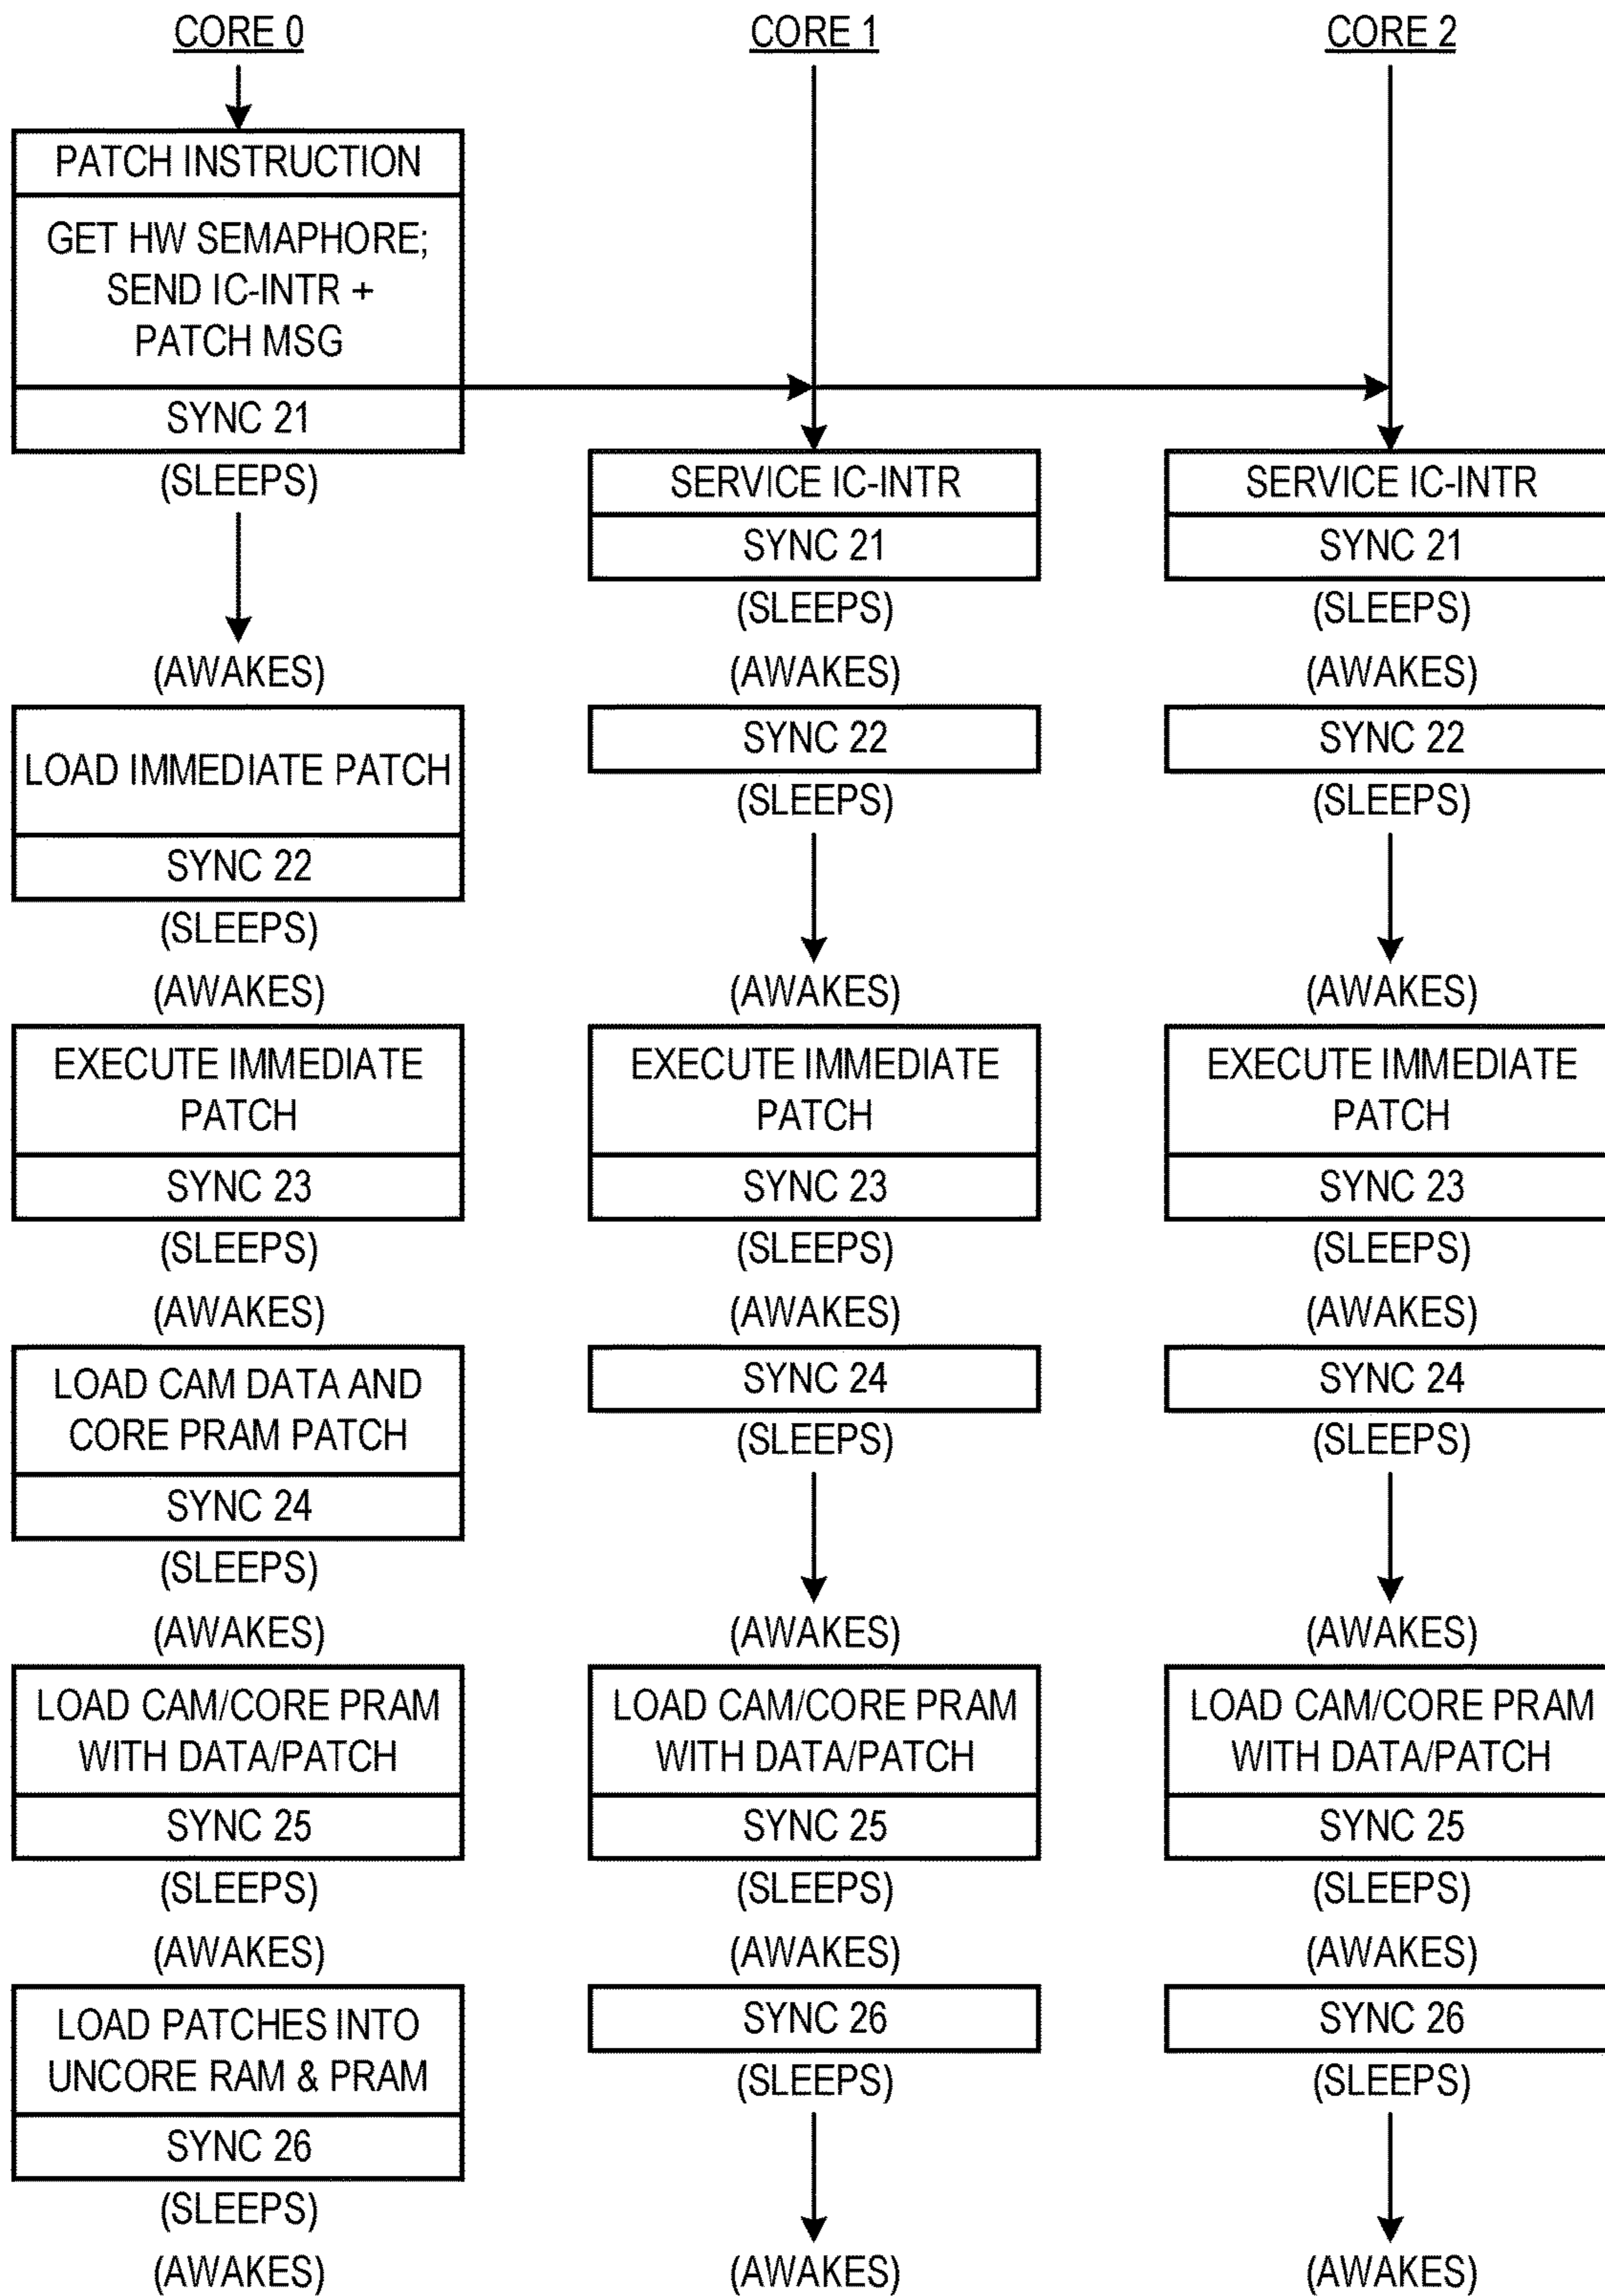 CORE 0
CORE 1
CORE 2
PATCH INSTRUCTION
GET HW SEMAPHORE;
SEND IC-INTR +
PATCH MSG
SYNC 21
(SLEEPS)
SERVICE IC-INTR
SERVICE IC-INTR
SYNC 21
SYNC 21
(SLEEPS)
(SLEEPS)
(AWAKES)
(AWAKES)
(AWAKES)
LOAD IMMEDIATE PATCH
SYNC 22
SYNC 22
(SLEEPS)
(SLEEPS)
SYNC 22
(SLEEPS)
(AWAKES)
(AWAKES)
(AWAKES)
EXECUTE IMMEDIATE
PATCH
EXECUTE IMMEDIATE
PATCH
EXECUTE IMMEDIATE
PATCH
SYNC 23
SYNC 23
SYNC 23
(SLEEPS)
(SLEEPS)
(SLEEPS)
(AWAKES)
(AWAKES)
(AWAKES)
LOAD CAM DATA AND
CORE PRAM PATCH
SYNC 24
SYNC 24
(SLEEPS)
(SLEEPS)
SYNC 24
(SLEEPS)
(AWAKES)
(AWAKES)
(AWAKES)
LOAD CAM/CORE PRAM
WITH DATA/PATCH
LOAD CAM/CORE PRAM
WITH DATA/PATCH
LOAD CAM/CORE PRAM
WITH DATA/PATCH
SYNC 25
SYNC 25
SYNC 25
(SLEEPS)
(SLEEPS)
(SLEEPS)
(AWAKES)
(AWAKES)
(AWAKES)
LOAD PATCHES INTO
UNCORE RAM & PRAM
SYNC 26
SYNC 26
(SLEEPS)
(SLEEPS)
SYNC 26
(SLEEPS)
(AWAKES)
(AWAKES)
(AWAKES)